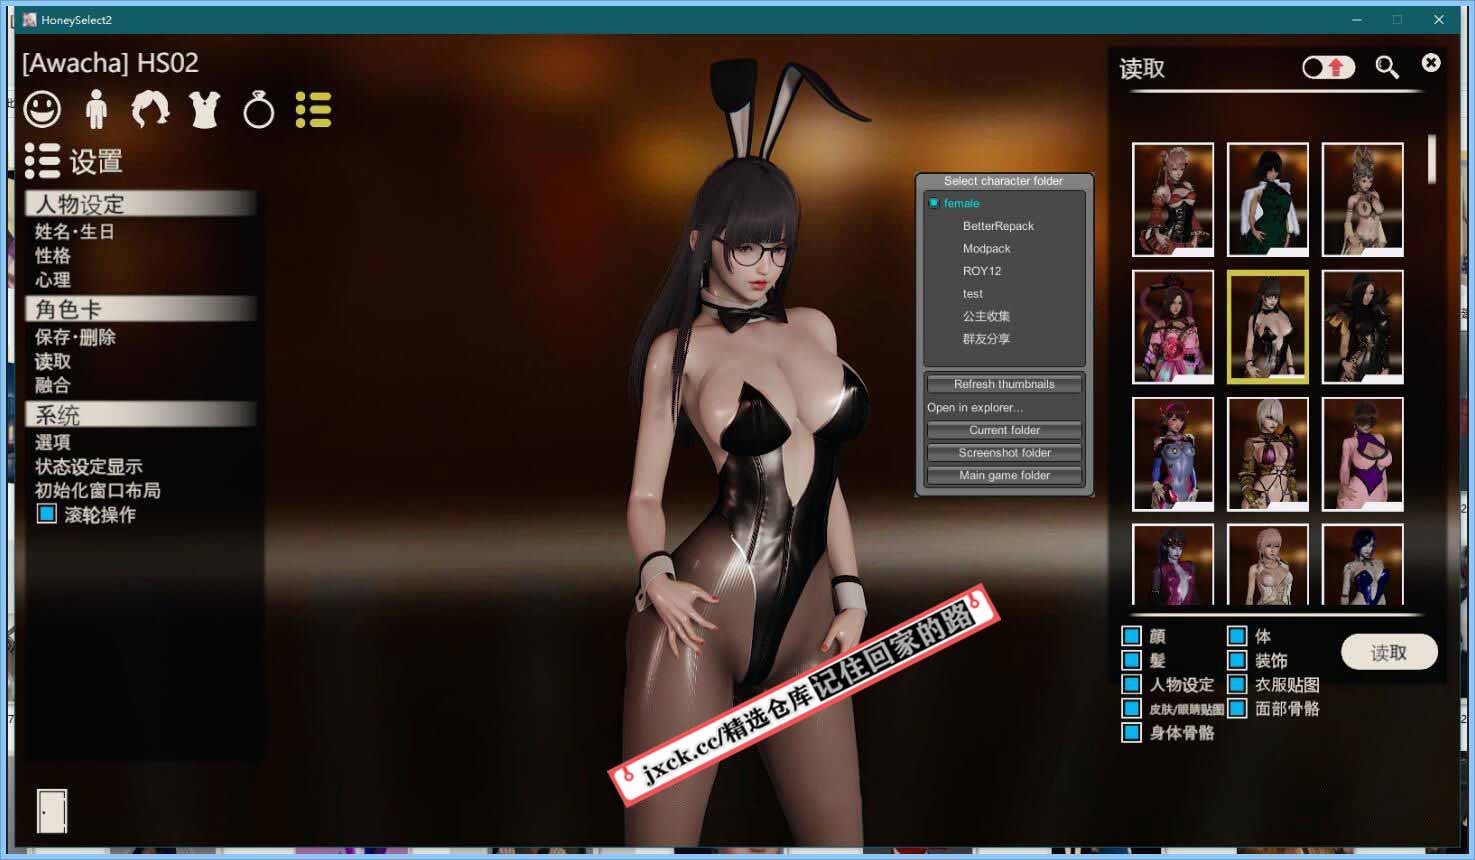 HoneySelect2
[Awacha] HS02
设置
人物设定
姓名·生日
性格
心理
角色卡
保存·删除
读取
融合
系统
選項
状态设定显示
初始化窗口布局
滚轮操作
Select character folder
female
BetterRepack
Modpack
ROY12
test
公主收集
群友分享
Refresh thumbnails
Open in explorer...
Current folder
Screenshot folder
Main game folder
读取
顔
体
髪
装饰
人物设定
衣服贴图
皮肤/眼睛贴图
面部骨骼
身体骨骼
读取
jxck.cc/精选仓库记住回家的路